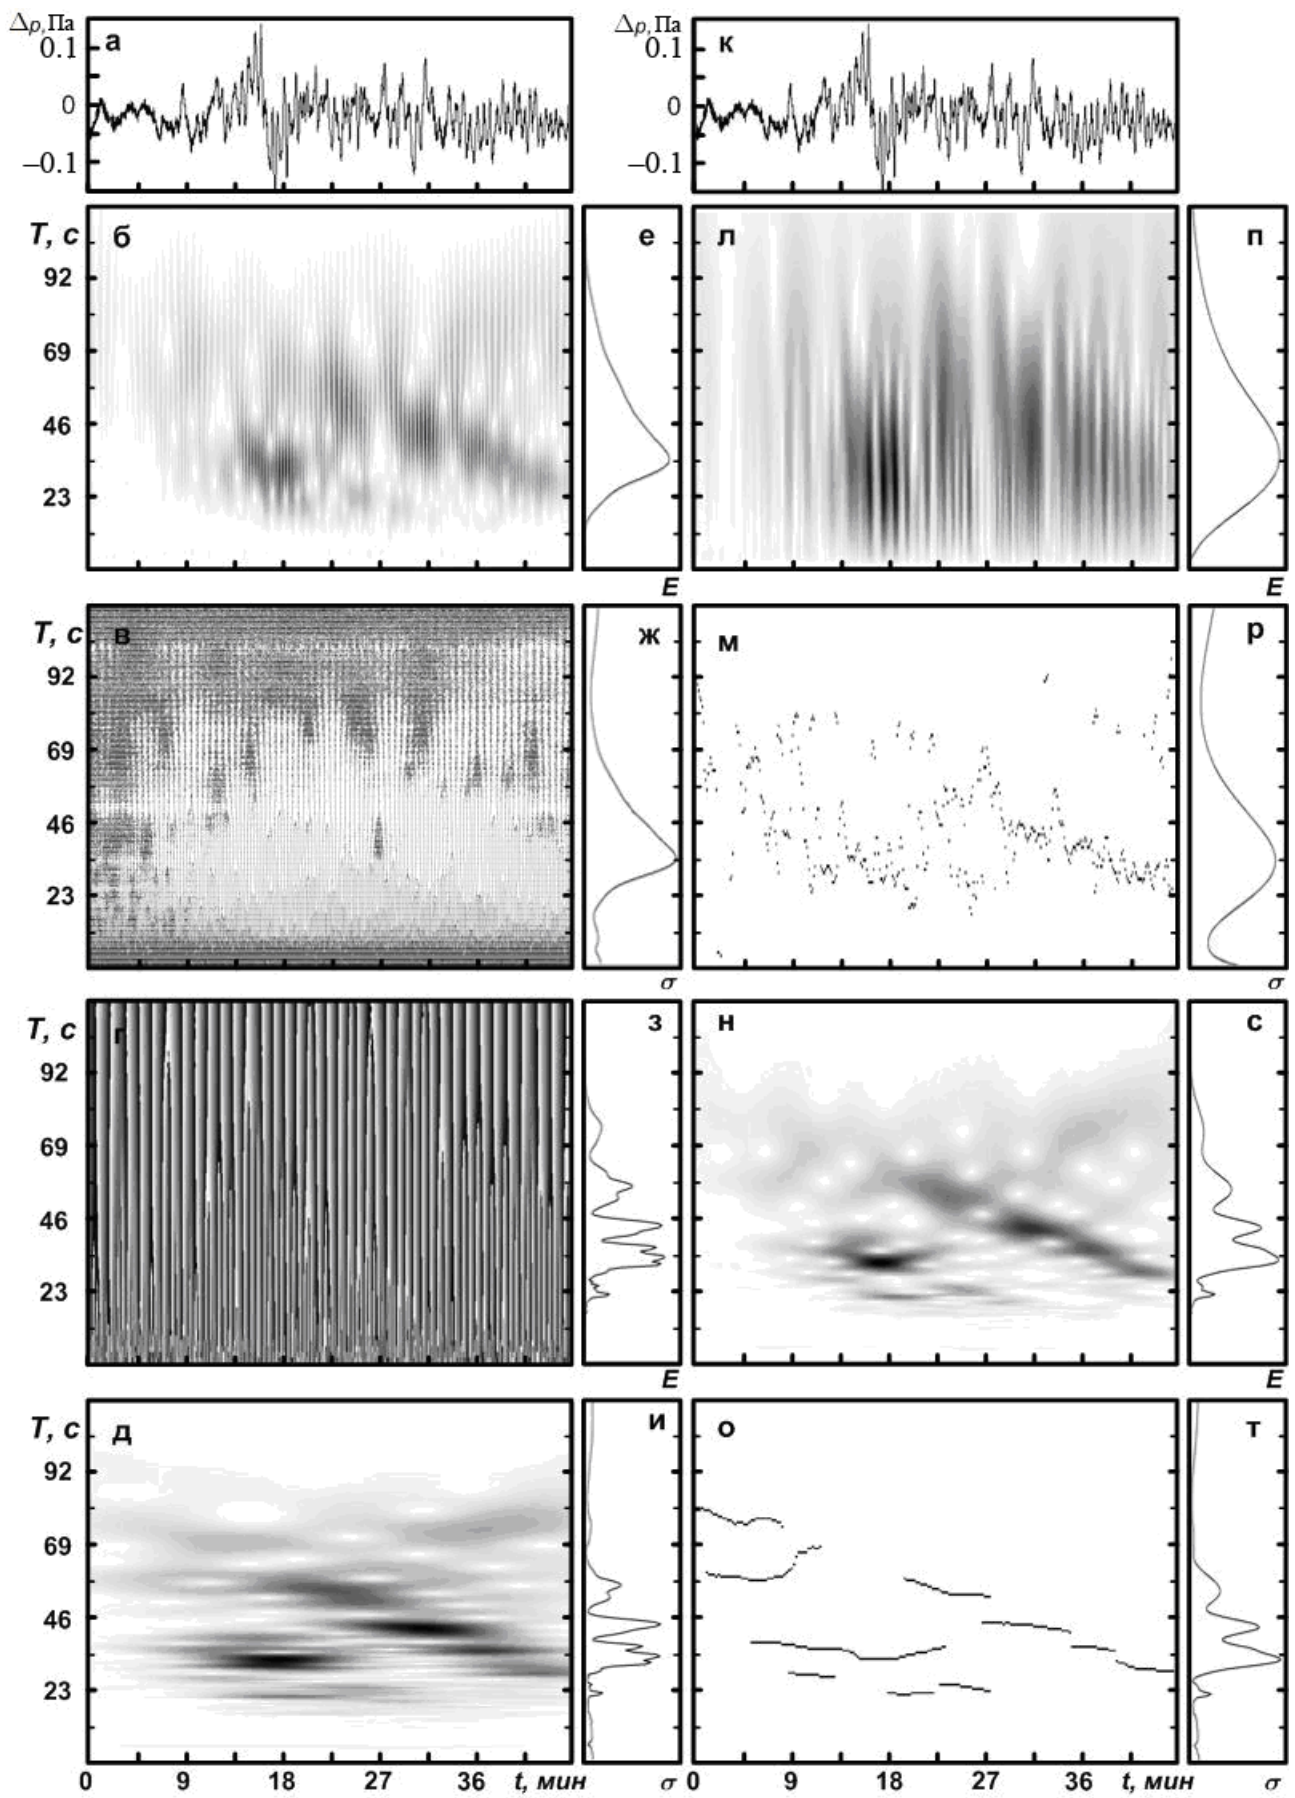 Δp, Па
а
0.1
0
–0.1
Δp, Па
к
0.1
0
–0.1
T, с
б
92
69
46
23
е
E
л
п
E
T, с
в
92
69
46
23
ж
σ
м
р
σ
T, с
г
92
69
46
23
з
E
н
с
E
T, с
д
92
69
46
23
0 9 18 27 36 t, мин
и
σ
о
0 9 18 27 36 t, мин
т
σ